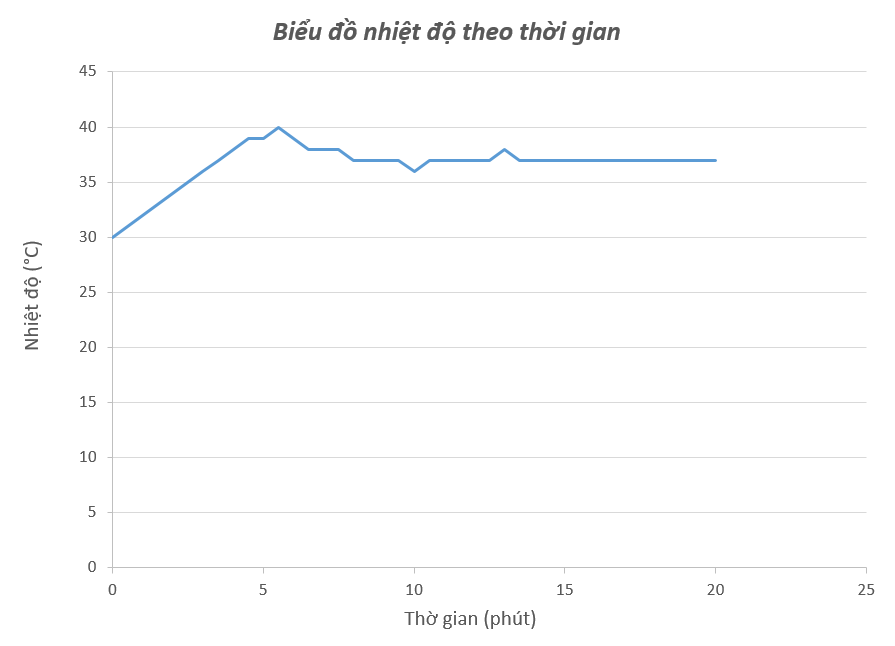 Biểu đồ nhiệt độ theo thời gian
45
40
35
30
25
20
15
10
5
0
Nhiệt độ (°C)
0 5 10 15 20 25
Thờ gian (phút)